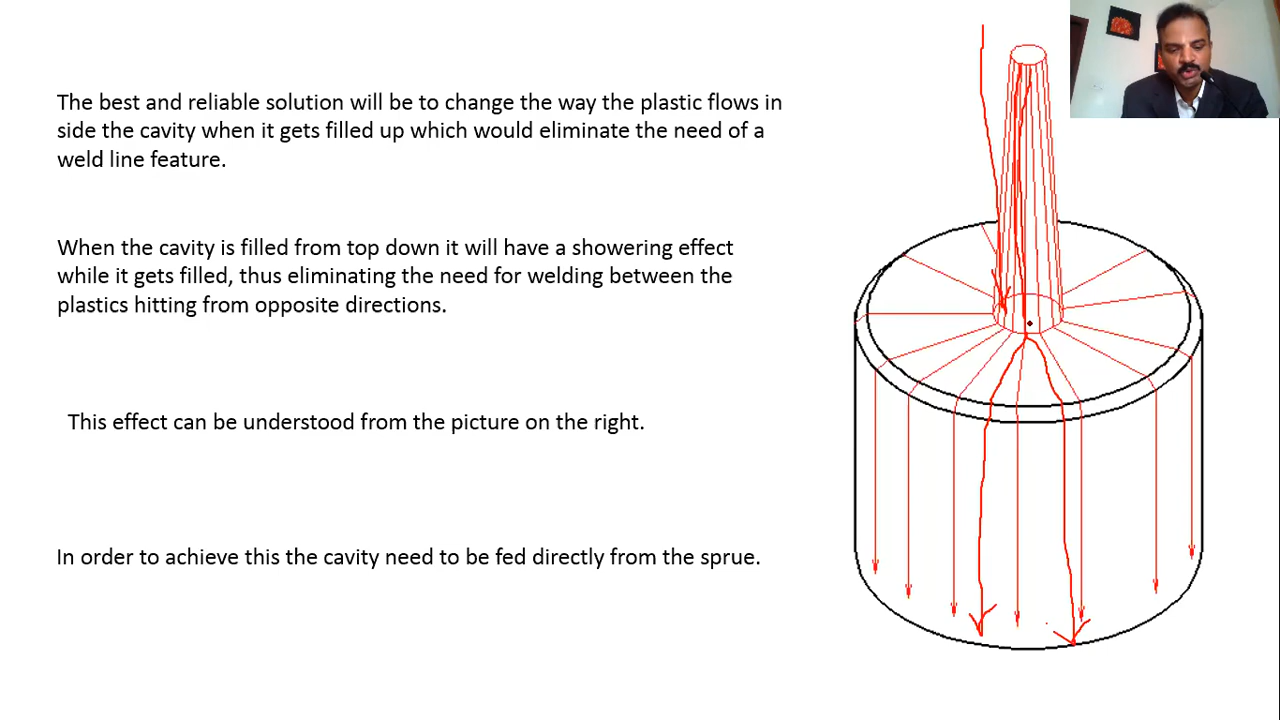 The best and reliable solution will be to change the way the plastic flows in
side the cavity when it gets filled up which would eliminate the need of a
weld line feature.
When the cavity is filled from top down it will have a showering effect
while it gets filled, thus eliminating the need for welding between the
plastics hitting from opposite directions.
This effect can be understood from the picture on the right.
In order to achieve this the cavity need to be fed directly from the sprue.